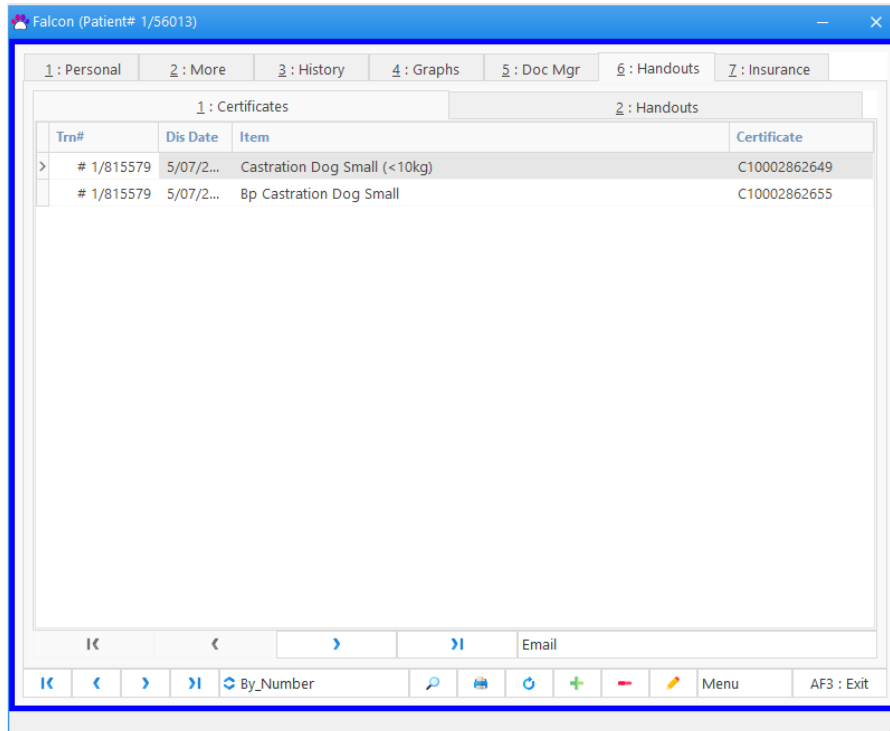 Falcon (Patient# 1/56013)
1 : Personal 2 : More 3 : History 4 : Graphs 5 : Doc Mgr 6 : Handouts 7 : Insurance
1 : Certificates 2 : Handouts
Trn# Dis Date Item Certificate
# 1/815579 5/07/2... Castration Dog Small (<10kg) C10002862649
# 1/815579 5/07/2... Bp Castration Dog Small C10002862655
Email
By_Number Menu AF3 : Exit